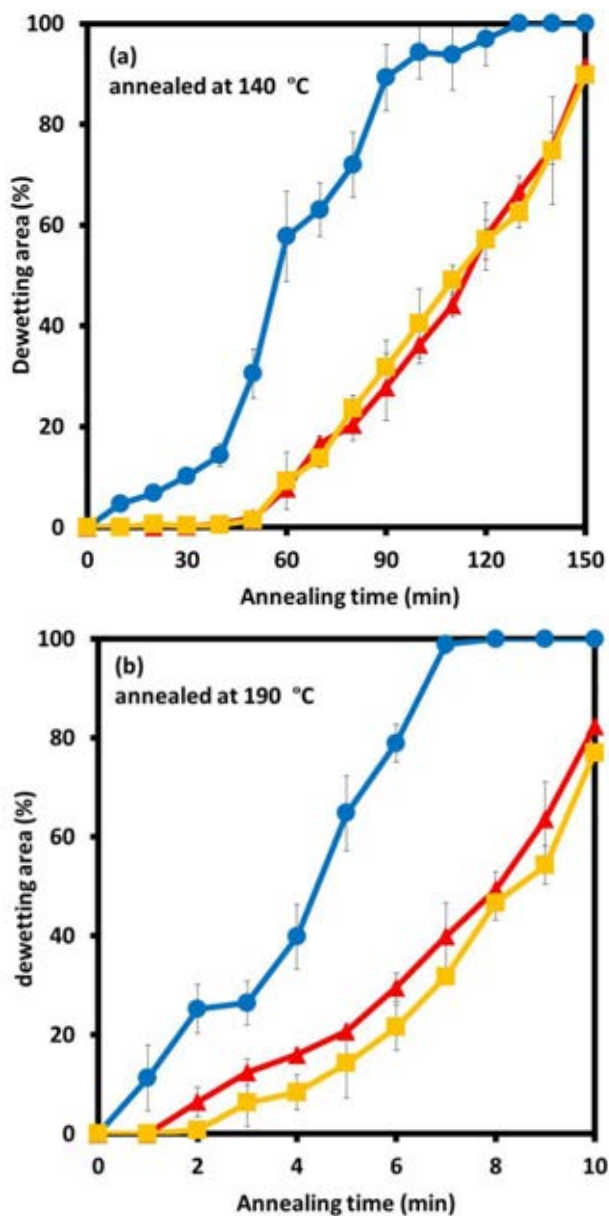 100
(a)
annealed at 140 °C
80
60
40
20
0
Dewetting area (%)
0 30 60 90 120 150
Annealing time (min)
100
(b)
annealed at 190 °C
80
60
40
20
0
dewetting area (%)
0 2 4 6 8 10
Annealing time (min)